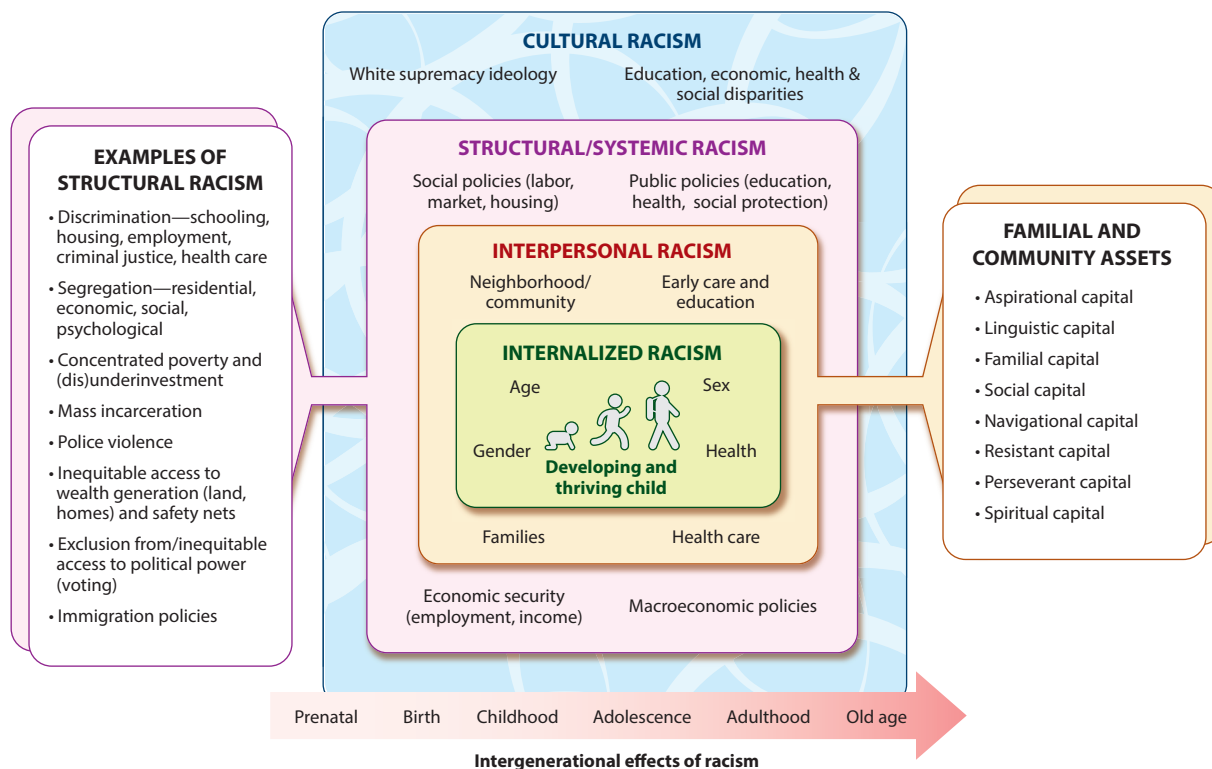 CULTURAL RACISM
White supremacy ideology
Education, economic, health &
social disparities
EXAMPLES OF
STRUCTURAL RACISM
• Discrimination—schooling,
housing, employment,
criminal justice, health care
• Segregation—residential,
economic, social,
psychological
• Concentrated poverty and
(dis)underinvestment
• Mass incarceration
• Police violence
• Inequitable access to
wealth generation (land,
homes) and safety nets
• Exclusion from/inequitable
access to political power
(voting)
• Immigration policies
STRUCTURAL/SYSTEMIC RACISM
Social policies (labor,
market, housing)
Public policies (education,
health, social protection)
INTERPERSONAL RACISM
Neighborhood/
community
Early care and
education
INTERNALIZED RACISM
Age
Sex
Gender
Health
Developing and
thriving child
Families
Health care
Economic security
(employment, income)
Macroeconomic policies
FAMILIAL AND
COMMUNITY ASSETS
• Aspirational capital
• Linguistic capital
• Familial capital
• Social capital
• Navigational capital
• Resistant capital
• Perseverant capital
• Spiritual capital
Prenatal
Birth
Childhood
Adolescence
Adulthood
Old age
Intergenerational effects of racism